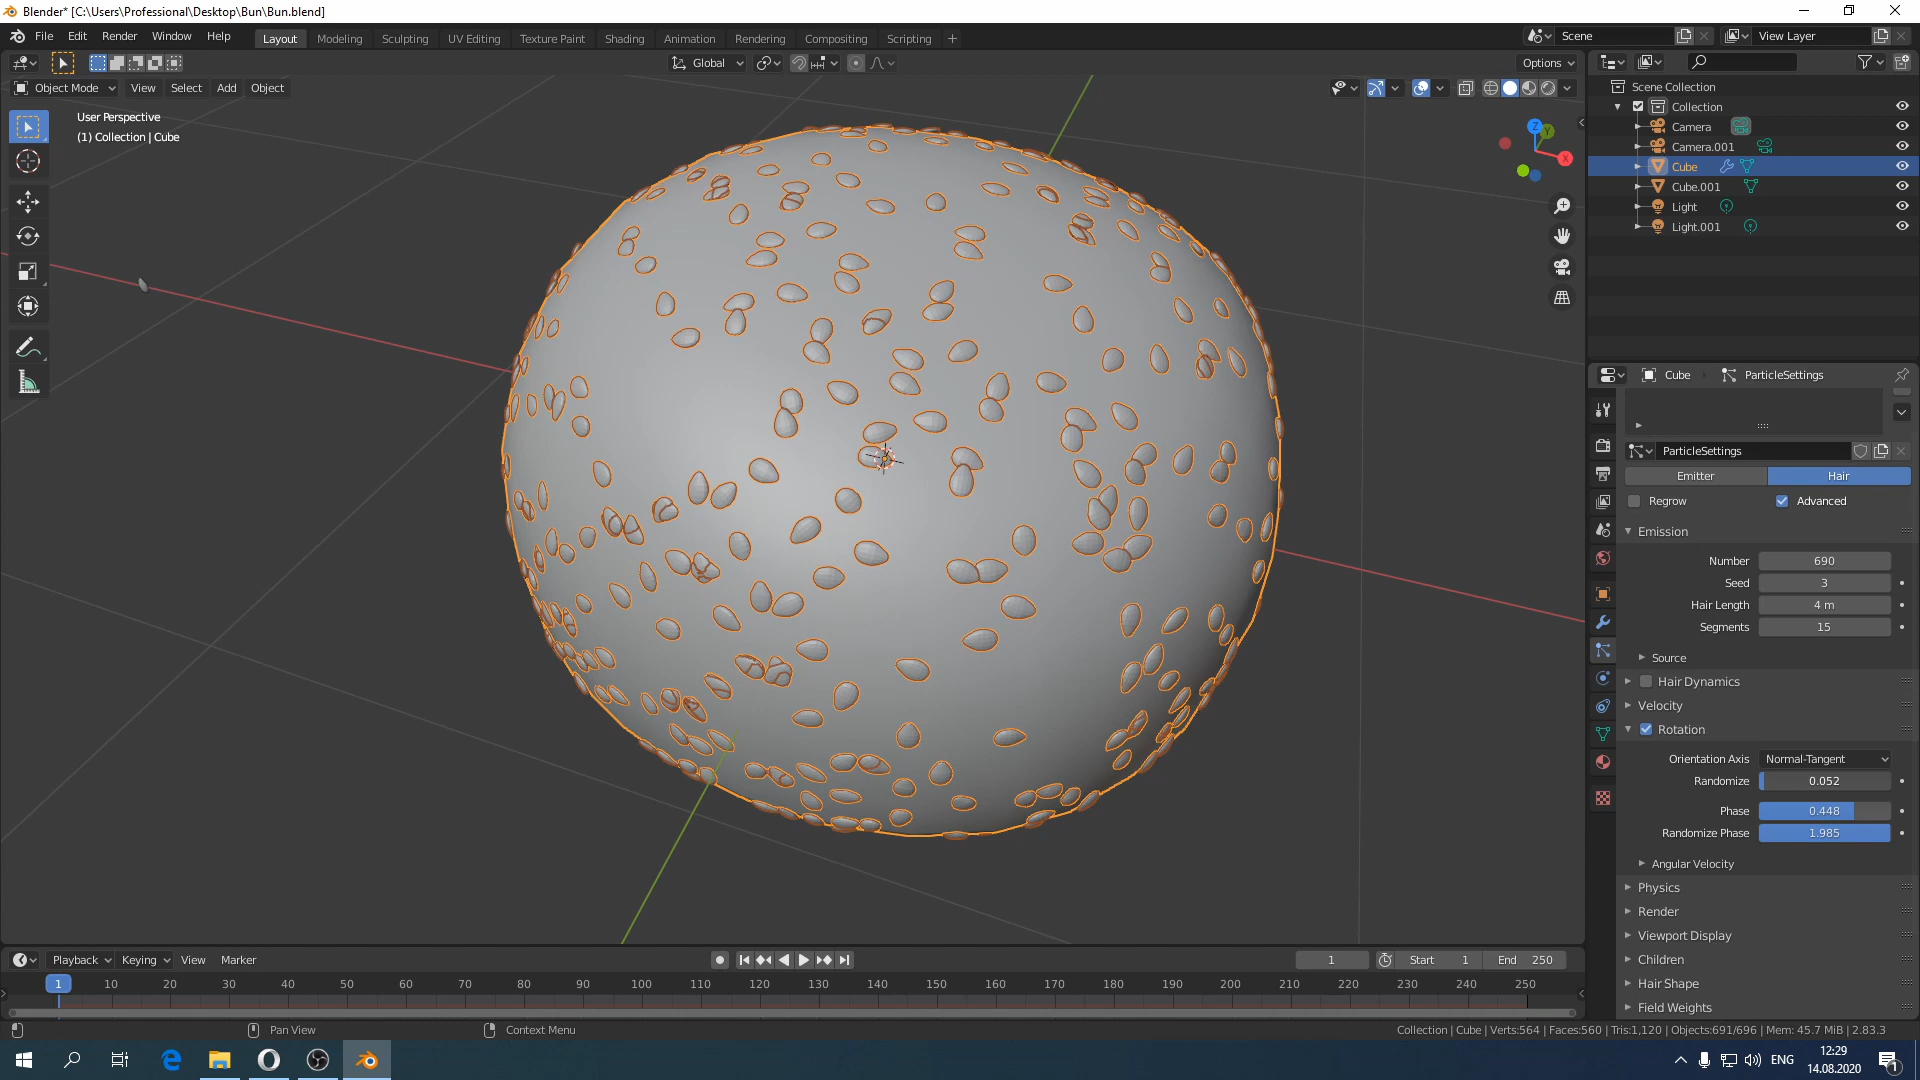 Blender* [C:\Users\Professional\Desktop\Bun\Bun.blend]
File Edit Render Window Help
Layout Modeling Sculpting UV Editing Texture Paint Shading Animation Rendering Compositing Scripting +
Scene
View Layer
Global
Options
Object Mode View Select Add Object
User Perspective
(1) Collection | Cube
Z
Y
X
Scene Collection
Collection
Camera
Camera.001
Cube
Cube.001
Light
Light.001
Cube ParticleSettings
ParticleSettings
Emitter Hair
Regrow Advanced
Emission
Number 690
Seed 3
Hair Length 4 m
Segments 15
Source
Hair Dynamics
Velocity
Rotation
Orientation Axis Normal-Tangent
Randomize 0.052
Phase 0.448
Randomize Phase 1.985
Angular Velocity
Physics
Render
Viewport Display
Children
Hair Shape
Field Weights
Playback Keying View Marker
1 Start 1 End 250
1 10 20 30 40 50 60 70 80 90 100 110 120 130 140 150 160 170 180 190 200 210 220 230 240 250
Pan View Context Menu
Collection | Cube | Verts:564 | Faces:560 | Tris:1,120 | Objects:691/696 | Mem: 45.7 MiB | 2.83.3
ENG
12:29
14.08.2020
1